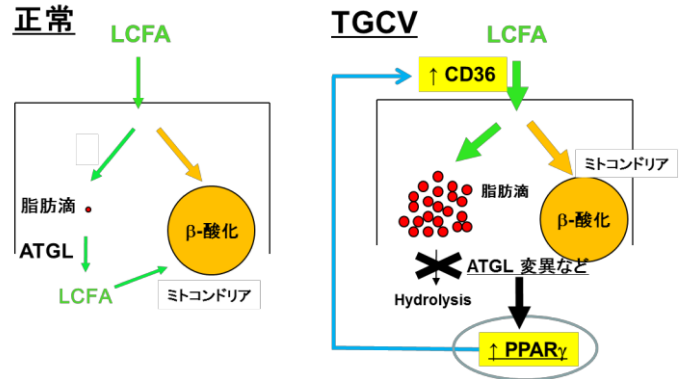 正常
LCFA
脂肪滴
ATGL
LCFA
β-酸化
ミトコンドリア
TGCV
LCFA
↑ CD36
ミトコンドリア
脂肪滴
β-酸化
ATGL 変異など
Hydrolysis
↑ PPARγ